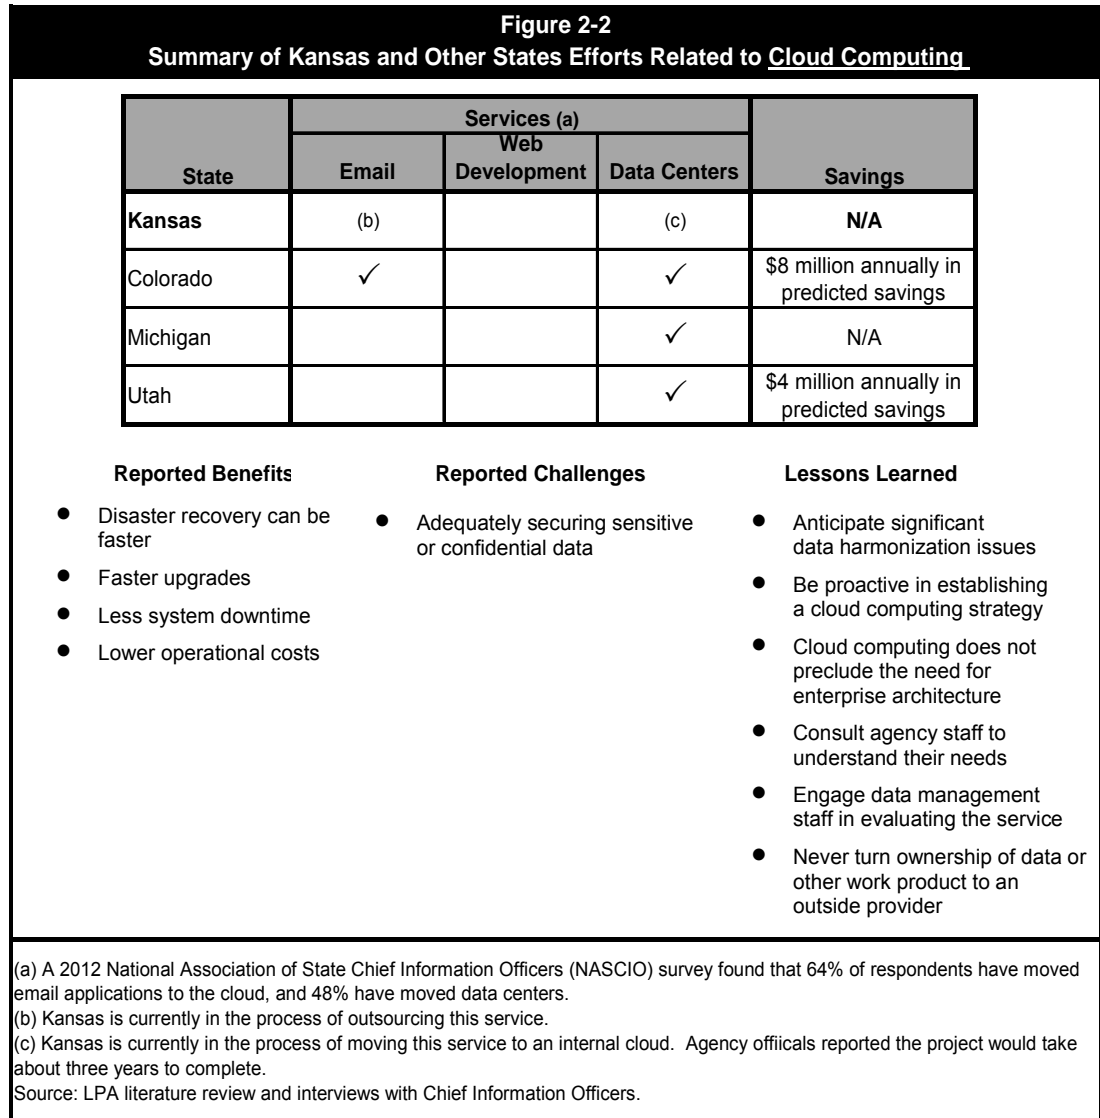 Figure 2-2
Summary of Kansas and Other States Efforts Related to Cloud Computing
State
Services (a)
Savings
Email
Web
Development
Data Centers
Kansas
(b)
(c)
N/A
Colorado
✓
✓
$8 million annually in
predicted savings
Michigan
✓
N/A
Utah
✓
$4 million annually in
predicted savings
Reported Benefits
● Disaster recovery can be
faster
● Faster upgrades
● Less system downtime
● Lower operational costs
Reported Challenges
● Adequately securing sensitive
or confidential data
Lessons Learned
● Anticipate significant
data harmonization issues
● Be proactive in establishing
a cloud computing strategy
● Cloud computing does not
preclude the need for
enterprise architecture
● Consult agency staff to
understand their needs
● Engage data management
staff in evaluating the service
● Never turn ownership of data or
other work product to an
outside provider
(a) A 2012 National Association of State Chief Information Officers (NASCIO) survey found that 64% of respondents have moved
email applications to the cloud, and 48% have moved data centers.
(b) Kansas is currently in the process of outsourcing this service.
(c) Kansas is currently in the process of moving this service to an internal cloud.  Agency offiicals reported the project would take
about three years to complete.
Source: LPA literature review and interviews with Chief Information Officers.